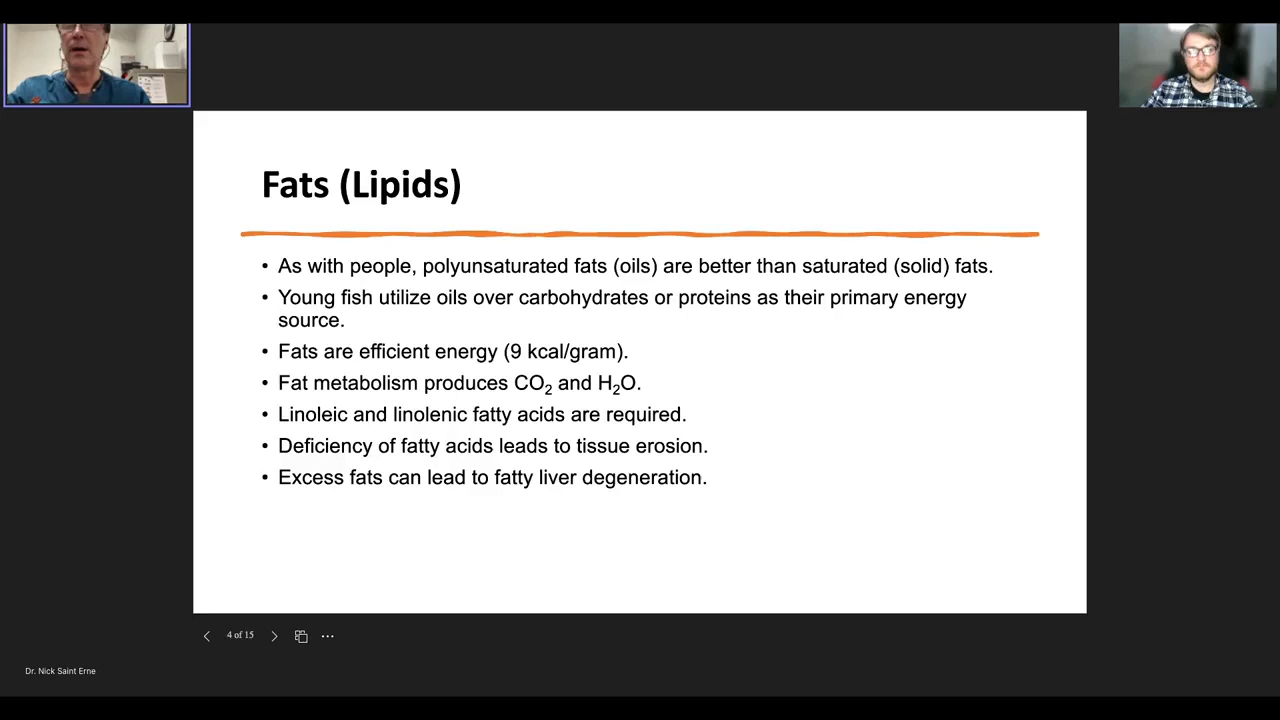 Fats (Lipids)
• As with people, polyunsaturated fats (oils) are better than saturated (solid) fats.
• Young fish utilize oils over carbohydrates or proteins as their primary energy
source.
• Fats are efficient energy (9 kcal/gram).
• Fat metabolism produces CO₂ and H₂O.
• Linoleic and linolenic fatty acids are required.
• Deficiency of fatty acids leads to tissue erosion.
• Excess fats can lead to fatty liver degeneration.
4 of 15
Dr. Nick Saint Erne